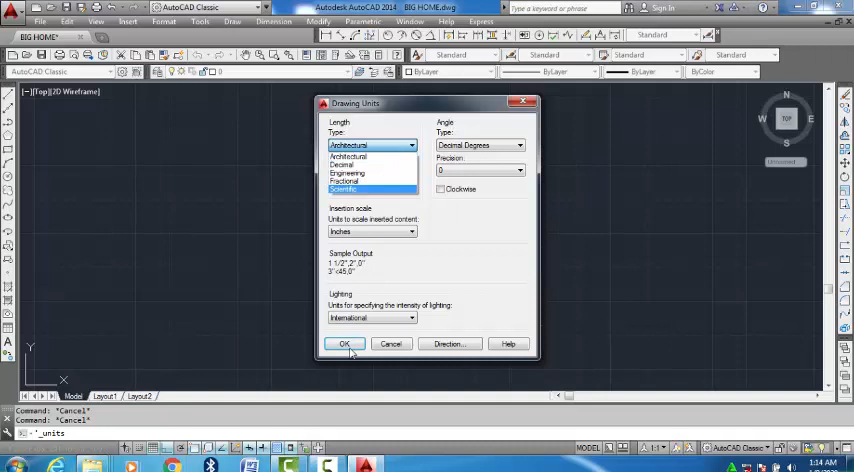 AutoCAD Classic
Autodesk AutoCAD 2014 BIG HOME.dwg
Type a keyword or phrase
Sign In
File Edit View Insert Format Tools Draw Dimension Modify Parametric Window Help Express
BIG HOME*
Standard
Standard Standard Standard Standard
AutoCAD Classic 0 ByLayer ByLayer ByLayer ByColor
[−][Top][2D Wireframe]
Drawing Units
Length
Type:
Architectural
Architectural
Decimal
Engineering
Fractional
Scientific
Angle
Type:
Decimal Degrees
Precision:
0
Clockwise
Insertion scale
Units to scale inserted content:
Inches
Sample Output
1 1/2",2",0"
3"<45,0"
Lighting
Units for specifying the intensity of lighting:
International
OK Cancel Direction... Help
N
W TOP E
S
Unnamed
Y
X
Model Layout1 Layout2
Command: *Cancel*
Command: *Cancel*
'_units
MODEL 1:1 AutoCAD Classic
1:14 AM